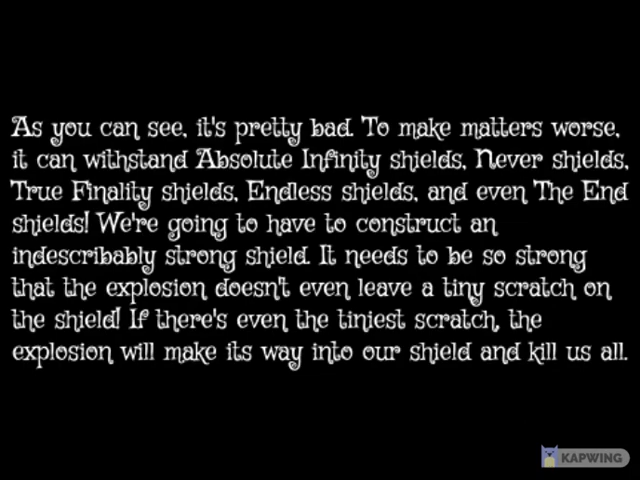 As you can see, it's pretty bad. To make matters worse,
it can withstand Absolute Infinity shields, Never shields,
True Finality shields, Endless shields, and even The End
shields! We're going to have to construct an
indescribably strong shield. It needs to be so strong
that the explosion doesn't even leave a tiny scratch on
the shield! If there's even the tiniest scratch, the
explosion will make its way into our shield and kill us all.
KAPWING